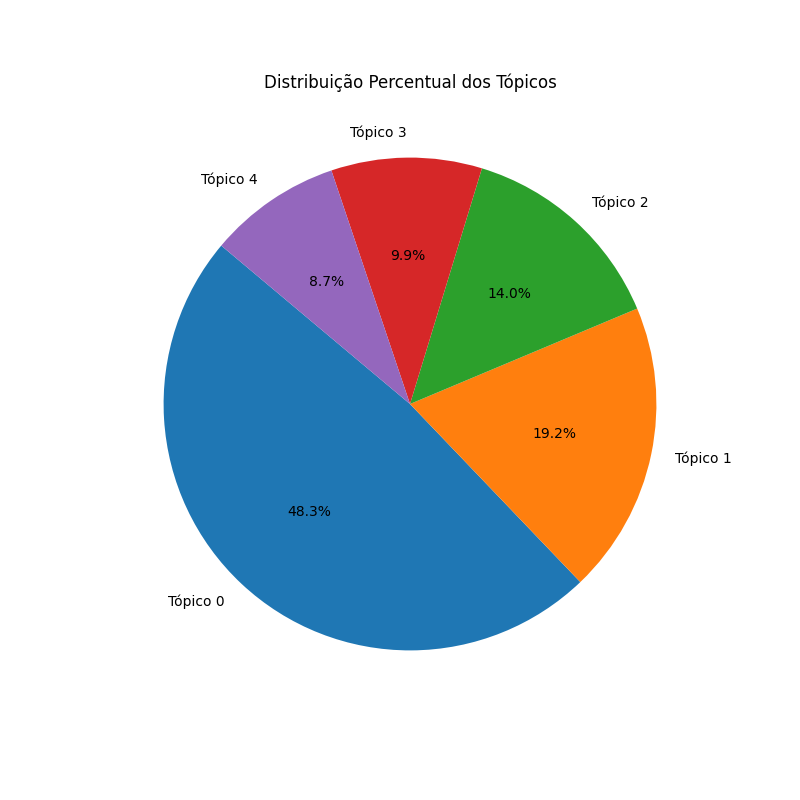 Distribuição Percentual dos Tópicos
Tópico 3
Tópico 4
Tópico 2
9.9%
8.7%
14.0%
19.2%
Tópico 1
48.3%
Tópico 0